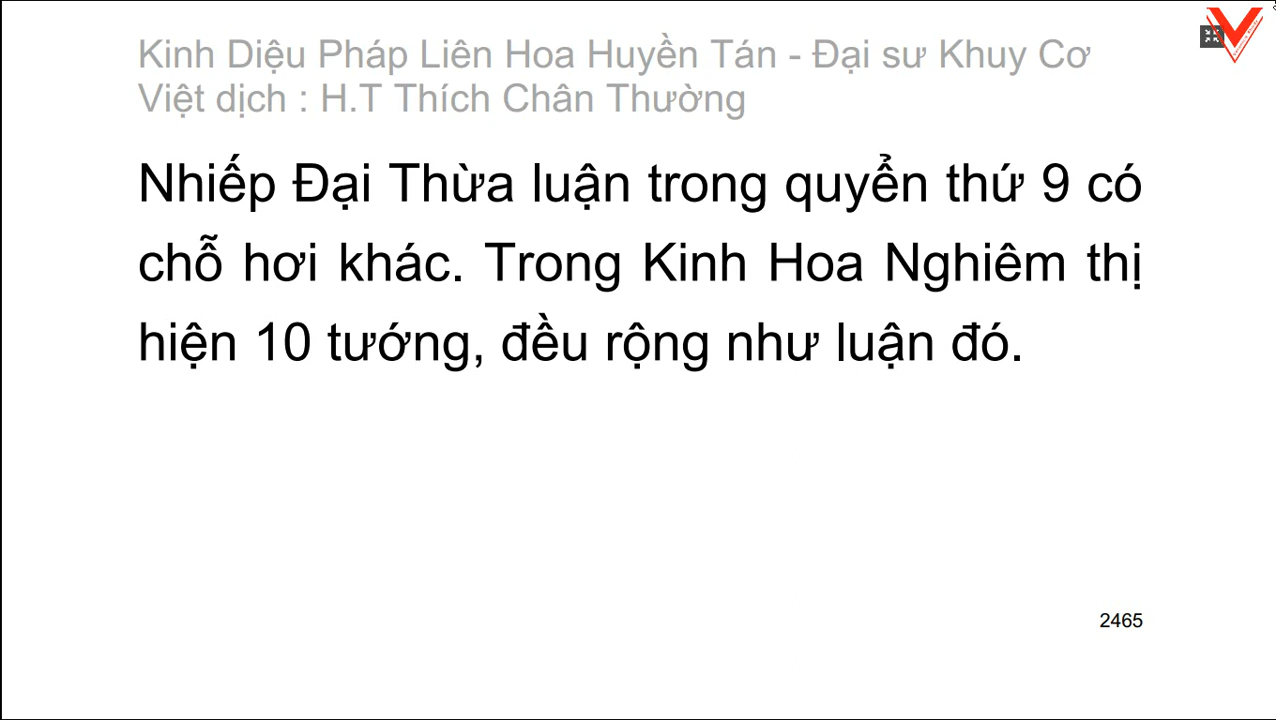 Kinh Diệu Pháp Liên Hoa Huyền Tán - Đại sư Khuy Cơ
Việt dịch : H.T Thích Chân Thường
Nhiếp Đại Thừa luận trong quyển thứ 9 có
chỗ hơi khác. Trong Kinh Hoa Nghiêm thị
hiện 10 tướng, đều rộng như luận đó.
2465